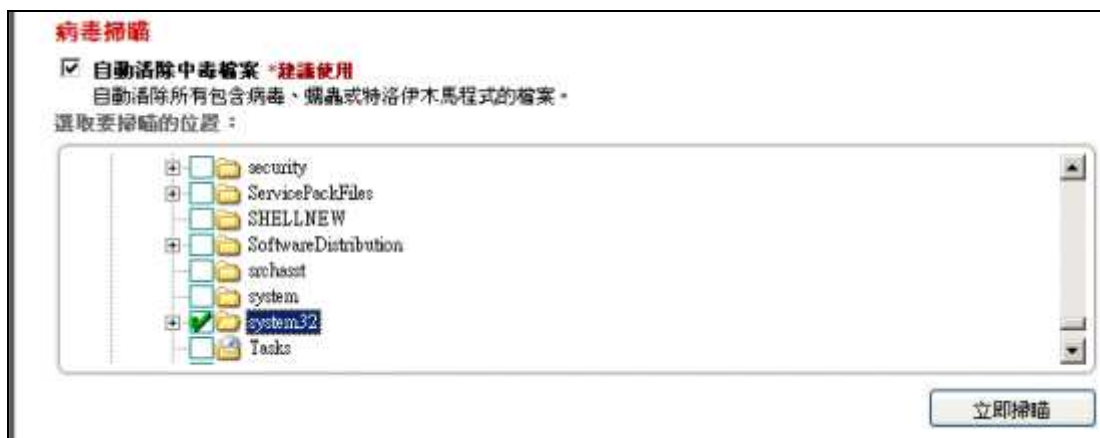 病毒掃瞄
自動清除中毒檔案 *建議使用
自動清除所有包含病毒、蠕蟲或特洛伊木馬程式的檔案。
選取要掃瞄的位置：
security
ServicePackFiles
SHELLNEW
SoftwareDistribution
srchasst
system
system32
Tasks
立即掃瞄